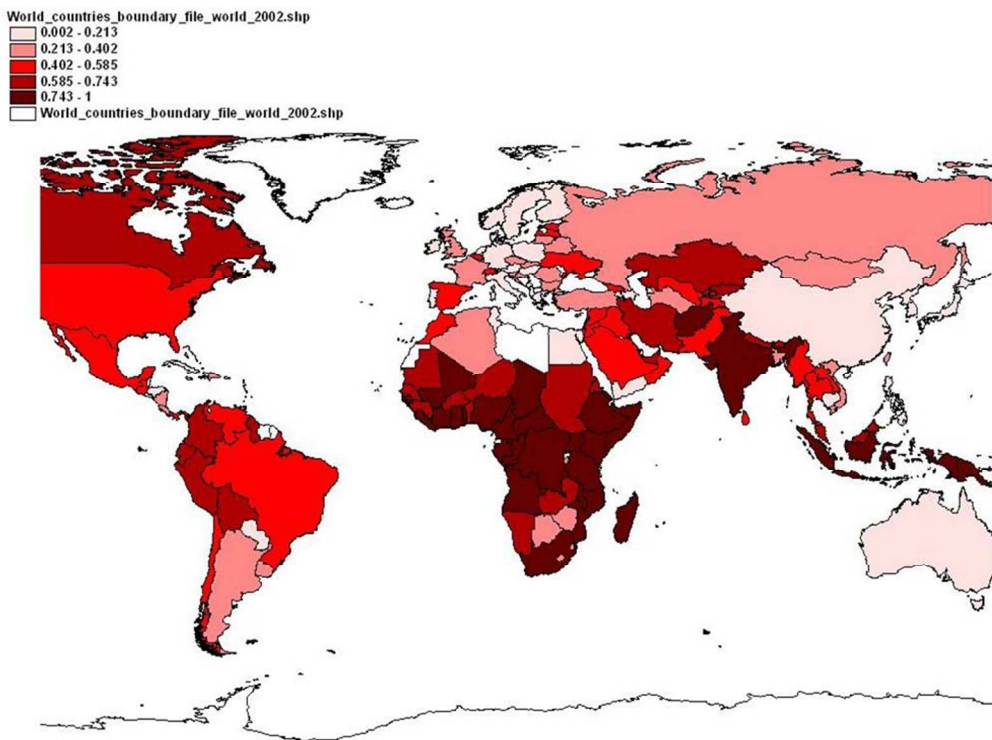 World_countries_boundary_file_world_2002.shp
0.002 - 0.213
0.213 - 0.402
0.402 - 0.585
0.585 - 0.743
0.743 - 1
World_countries_boundary_file_world_2002.shp